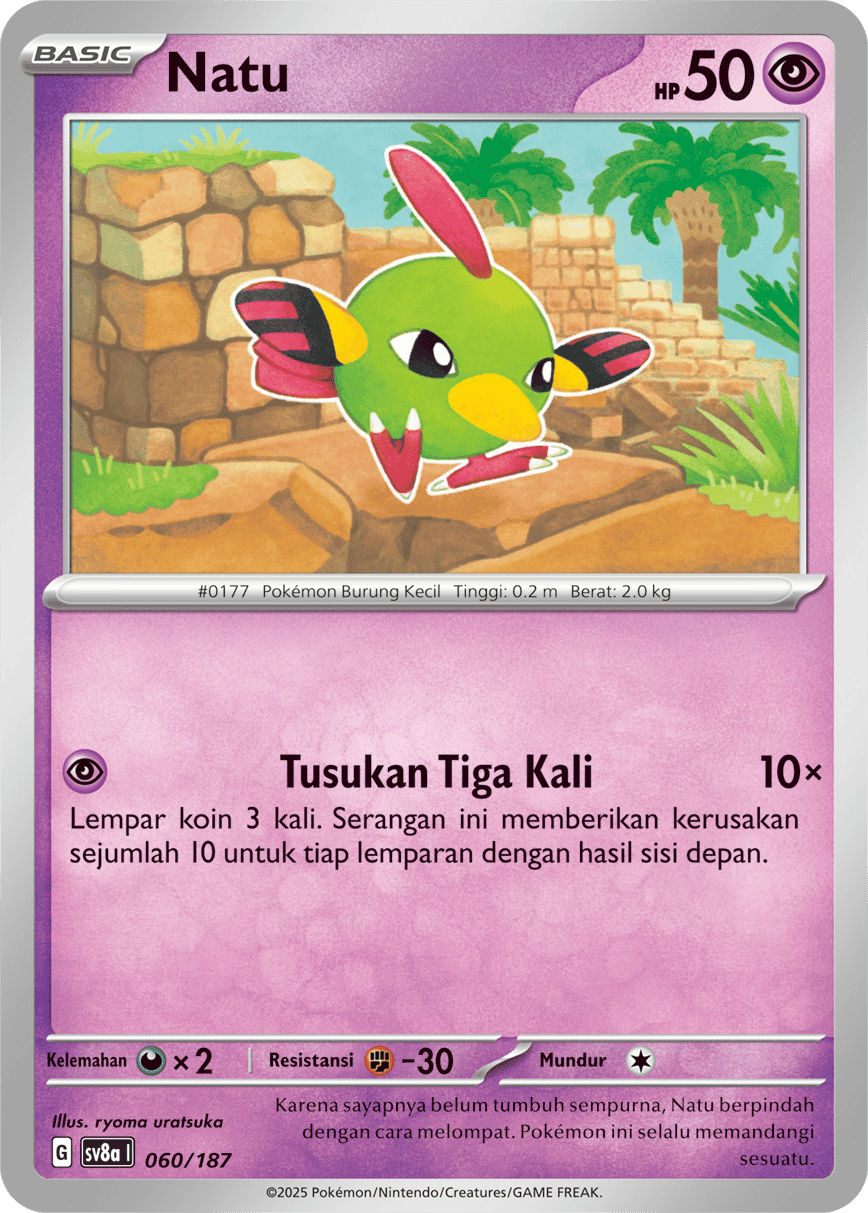 BASIC
Natu
HP 50
#0177 Pokémon Burung Kecil Tinggi: 0.2 m Berat: 2.0 kg
Tusukan Tiga Kali 10×
Lempar koin 3 kali. Serangan ini memberikan kerusakan
sejumlah 10 untuk tiap lemparan dengan hasil sisi depan.
Kelemahan ×2 Resistansi -30 Mundur
Illus. ryoma uratsuka
Karena sayapnya belum tumbuh sempurna, Natu berpindah
dengan cara melompat. Pokémon ini selalu memandangi
sesuatu.
G sv8a I 060/187
©2025 Pokémon/Nintendo/Creatures/GAME FREAK.